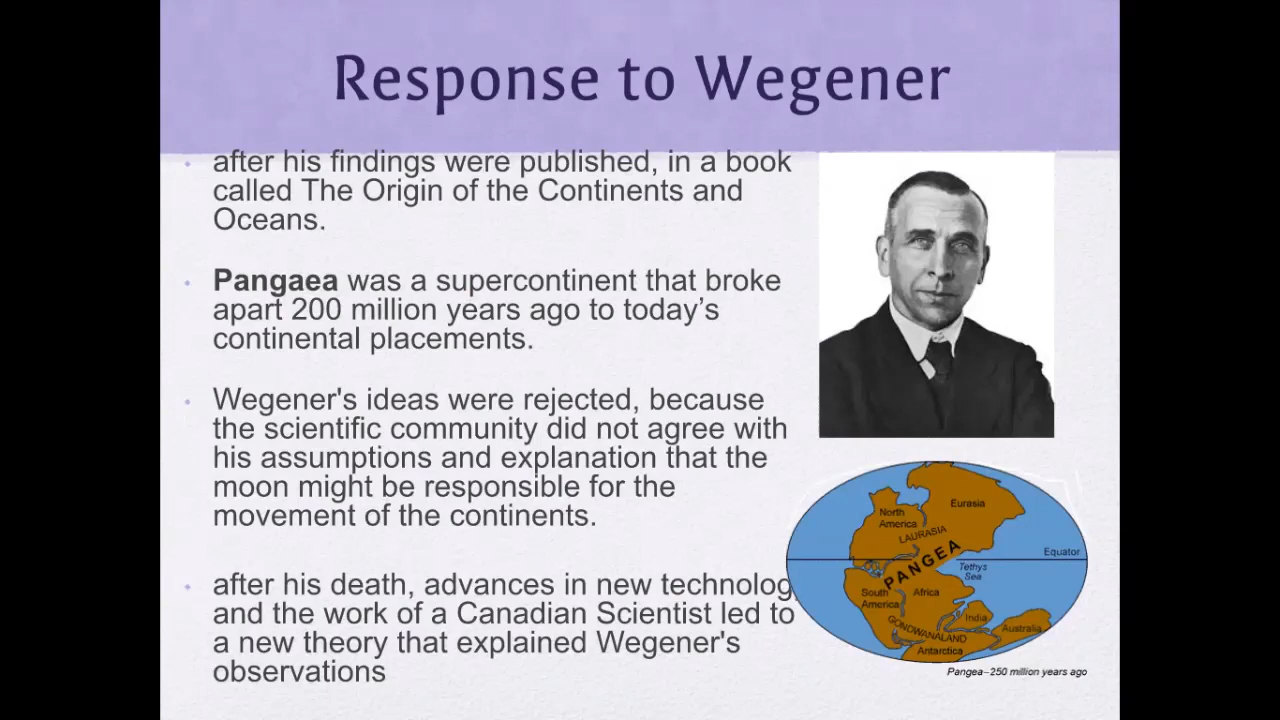 Response to Wegener
• after his findings were published, in a book
called The Origin of the Continents and
Oceans.
• Pangaea was a supercontinent that broke
apart 200 million years ago to today’s
continental placements.
• Wegener's ideas were rejected, because
the scientific community did not agree with
his assumptions and explanation that the
moon might be responsible for the
movement of the continents.
• after his death, advances in new technolog
and the work of a Canadian Scientist led to
a new theory that explained Wegener's
observations
Eurasia
North
America
LAURASIA
PANGEA
Equator
Tethys
Sea
South
America
Africa
India
GONDWANALAND
Australia
Antarctica
Pangea–250 million years ago